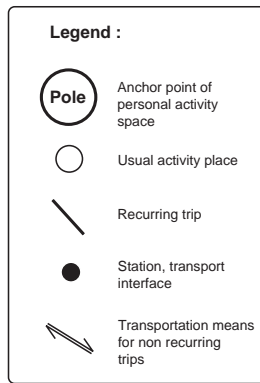 Legend :
Pole
Anchor point of
personal activity
space
Usual activity place
Recurring trip
Station, transport
interface
Transportation means
for non recurring
trips